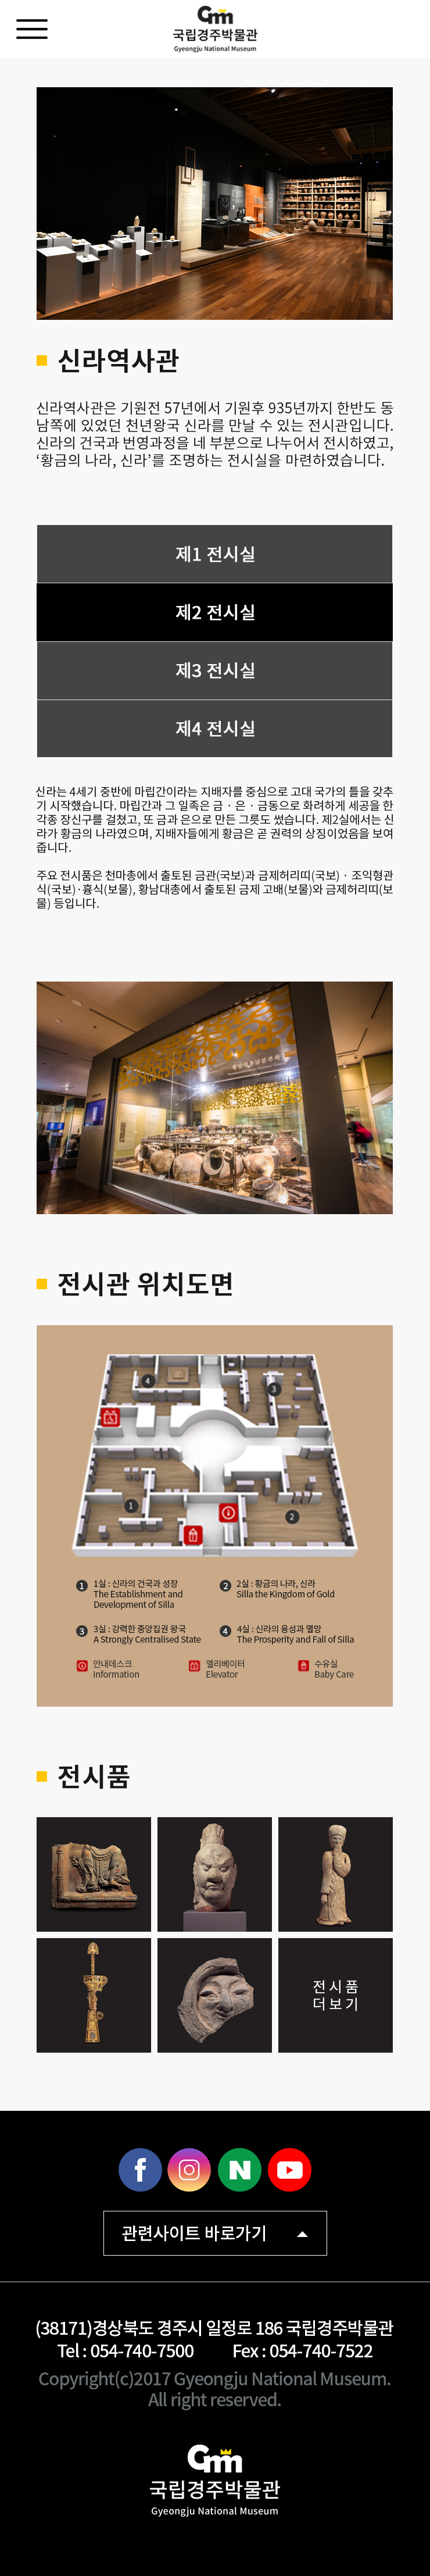 Gnm
국립경주박물관
Gyeongju National Museum
신라역사관
신라역사관은 기원전 57년에서 기원후 935년까지 한반도 동
남쪽에 있었던 천년왕국 신라를 만날 수 있는 전시관입니다.
신라의 건국과 번영과정을 네 부분으로 나누어서 전시하였고,
‘황금의 나라, 신라’를 조명하는 전시실을 마련하였습니다.
제1 전시실
제2 전시실
제3 전시실
제4 전시실
신라는 4세기 중반에 마립간이라는 지배자를 중심으로 고대 국가의 틀을 갖추
기 시작했습니다. 마립간과 그 일족은 금 · 은 · 금동으로 화려하게 세공을 한
각종 장신구를 걸쳤고, 또 금과 은으로 만든 그릇도 썼습니다. 제2실에서는 신
라가 황금의 나라였으며, 지배자들에게 황금은 곧 권력의 상징이었음을 보여
줍니다.
주요 전시품은 천마총에서 출토된 금관(국보)과 금제허리띠(국보) · 조익형관
식(국보)·흉식(보물), 황남대총에서 출토된 금제 고배(보물)와 금제허리띠(보
물) 등입니다.
전시관 위치도면
4
3
1
2
1 1실 : 신라의 건국과 성장
The Establishment and
Development of Silla
2 2실 : 황금의 나라, 신라
Silla the Kingdom of Gold
3 3실 : 강력한 중앙집권 왕국
A Strongly Centralised State
4 4실 : 신라의 융성과 멸망
The Prosperity and Fall of Silla
안내데스크
Information
엘리베이터
Elevator
수유실
Baby Care
전시품
전시품
더보기
f
N
관련사이트 바로가기
(38171)경상북도 경주시 일정로 186 국립경주박물관
Tel : 054-740-7500 Fex : 054-740-7522
Copyright(c)2017 Gyeongju National Museum.
All right reserved.
Gnm
국립경주박물관
Gyeongju National Museum